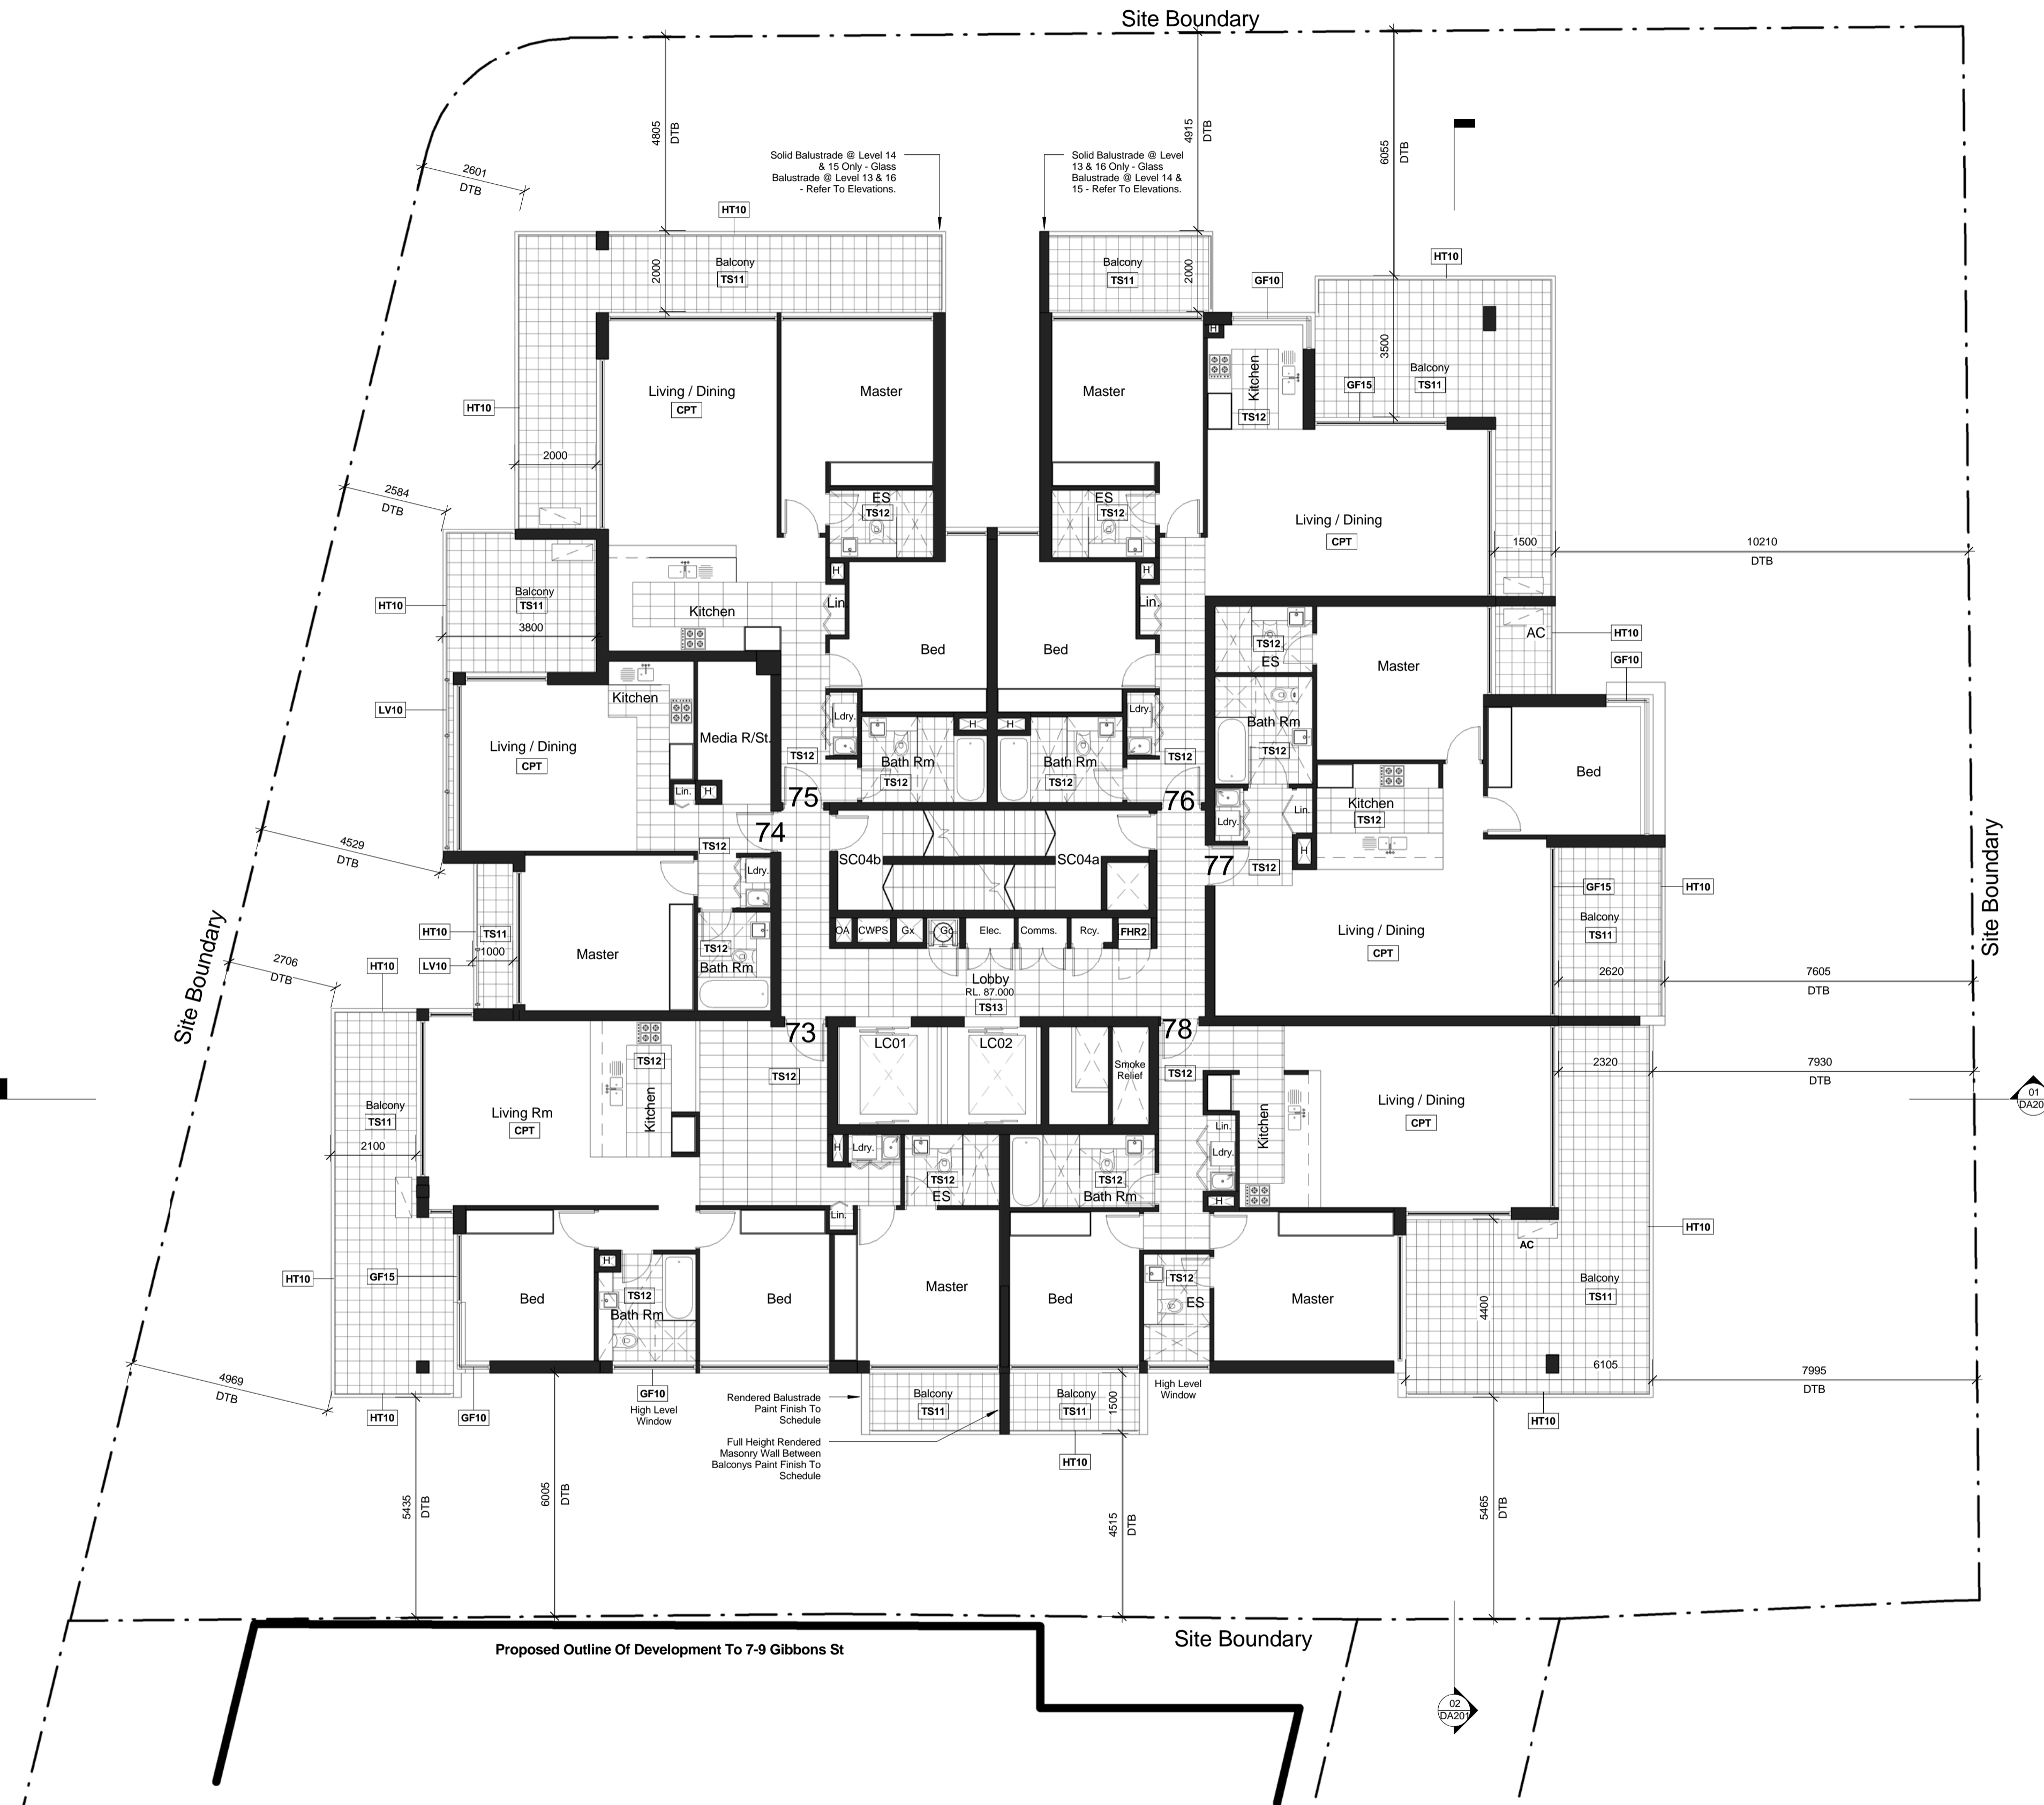 Site Boundary
4805
DTB
4915
DTB
6055
DTB
2601
DTB
Solid Balustrade @ Level 14
& 15 Only - Glass
Balustrade @ Level 13 & 16
- Refer To Elevations.
Solid Balustrade @ Level
13 & 16 Only - Glass
Balustrade @ Level 14 &
15 - Refer To Elevations.
HT10
Balcony
TS11
2000
Balcony
TS11
2000
GF10
HT10
H
Kitchen
TS12
3500
GF15
Balcony
TS11
HT10
Living / Dining
CPT
Master
Master
2000
2584
DTB
ES
TS12
ES
TS12
Living / Dining
CPT
1500
10210
DTB
HT10
Balcony
TS11
3800
H
Lin.
H
Lin.
Kitchen
Bed
Bed
TS12
ES
Master
AC
HT10
GF10
LV10
Kitchen
Living / Dining
CPT
Media R/St.
Lin.
H
Ldry.
TS12
H
H
Bath Rm
TS12
Bath Rm
TS12
Ldry.
TS12
Bath Rm
TS12
Bed
75
76
Kitchen
TS12
Ldry.
Lin.
H
74
TS12
4529
DTB
SC04b
SC04a
77
TS12
Ldry.
Site Boundary
GF15
HT10
Balcony
TS11
HT10
TS11
1000
LV10
Master
TS12
Bath Rm
OA
CWPS
Gx
Gd
Elec.
Comms.
Rcy.
FHR2
Living / Dining
CPT
2620
7605
DTB
Site Boundary
2706
DTB
HT10
Lobby
RL. 87.000
TS13
73
78
LC01
LC02
Smoke
Relief
TS12
TS12
TS12
Kitchen
2320
7930
DTB
Balcony
TS11
2100
Living Rm
CPT
Kitchen
Living / Dining
CPT
01
DA20
H
Ldry.
TS12
ES
TS12
Bath Rm
Lin.
Ldry.
H
Lin.
HT10
AC
HT10
GF15
H
Bed
TS12
Bath Rm
Bed
Master
Bed
TS12
ES
Master
Balcony
TS11
4400
6105
7995
DTB
4969
DTB
HT10
GF10
GF10
High Level
Window
Rendered Balustrade
Paint Finish To
Schedule
Balcony
TS11
Balcony
TS11
1500
High Level
Window
HT10
Full Height Rendered
Masonry Wall Between
Balconys Paint Finish To
Schedule
HT10
5435
DTB
6005
DTB
4515
DTB
5465
DTB
Site Boundary
Proposed Outline Of Development To 7-9 Gibbons St
02
DA201